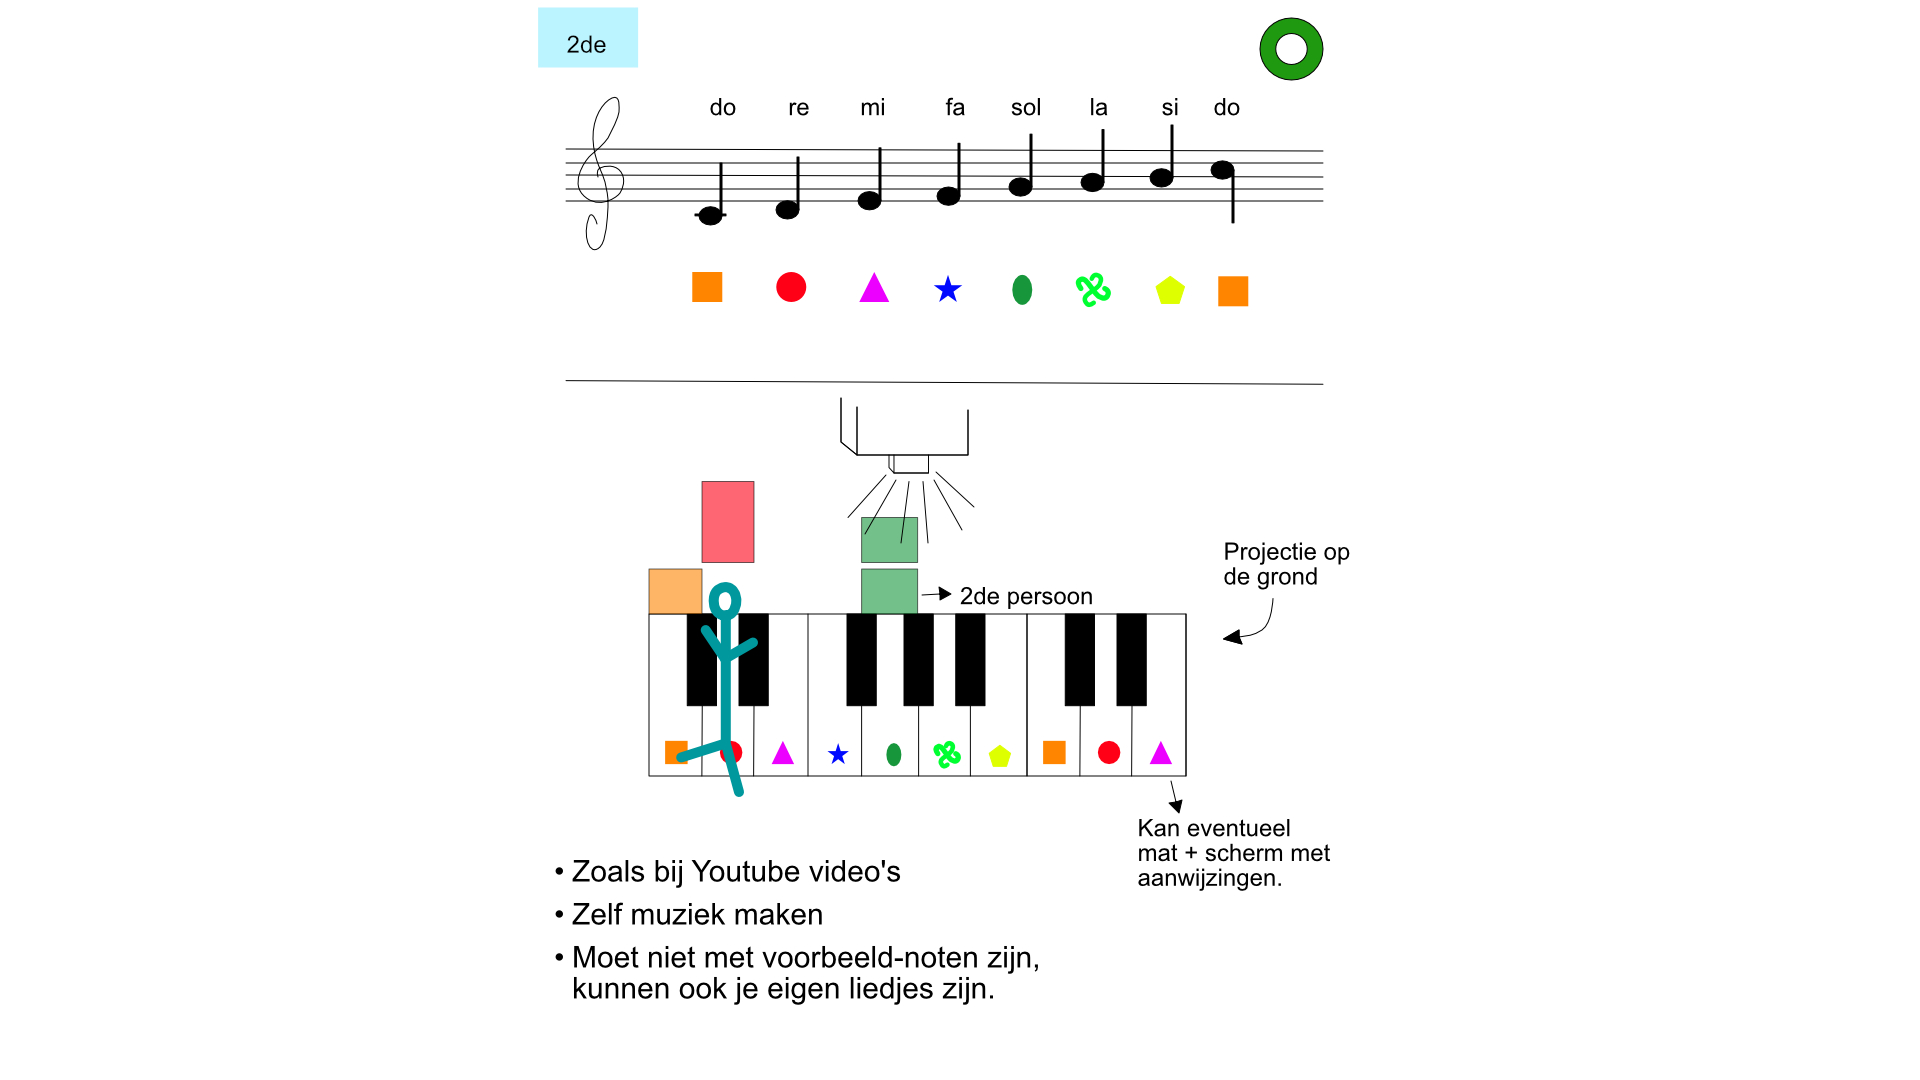 2de
do re mi fa sol la si do
Projectie op
de grond
2de persoon
Kan eventueel
mat + scherm met
aanwijzingen.
• Zoals bij Youtube video's
• Zelf muziek maken
• Moet niet met voorbeeld-noten zijn,
kunnen ook je eigen liedjes zijn.